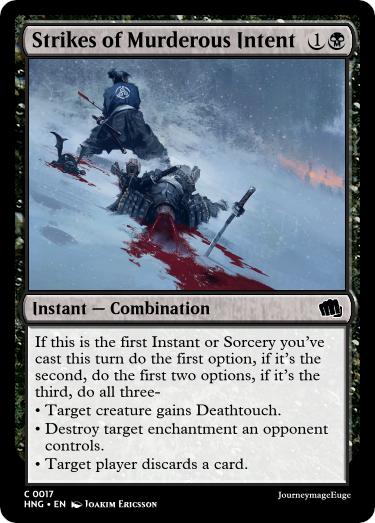 Strikes of Murderous Intent 1
Instant — Combination
If this is the first Instant or Sorcery you've
cast this turn do the first option, if it's the
second, do the first two options, if it's the
third, do all three-
• Target creature gains Deathtouch.
• Destroy target enchantment an opponent
controls.
• Target player discards a card.
C 0017
HNG • EN Joakim Ericsson
JourneymageEuge